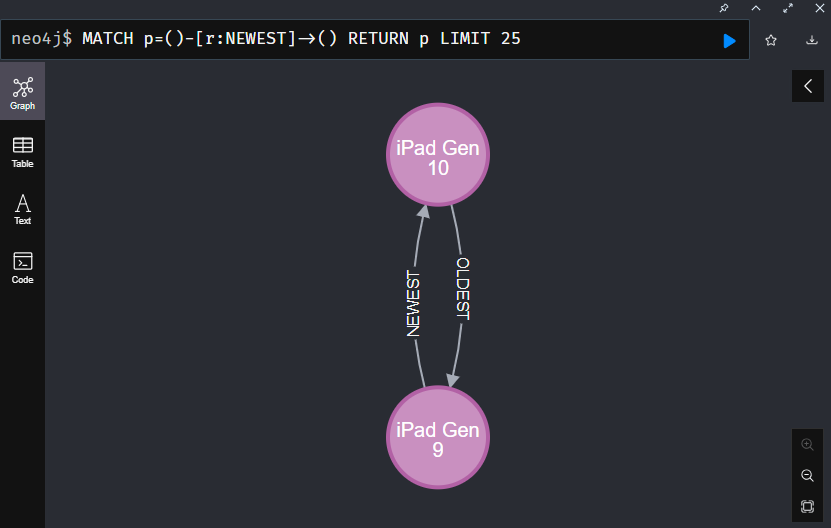 neo4j$ MATCH p=()-[r:NEWEST]→() RETURN p LIMIT 25
Graph
Table
Text
Code
iPad Gen
10
NEWEST
OLDEST
iPad Gen
9